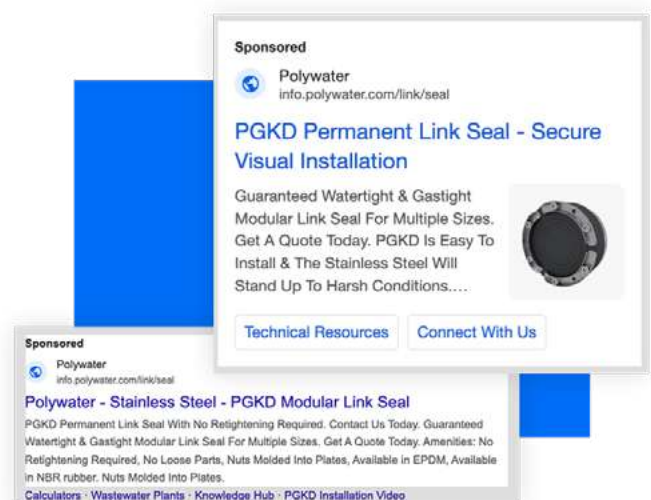 Sponsored
Polywater
info.polywater.com/link/seal
PGKD Permanent Link Seal - Secure
Visual Installation
Guaranteed Watertight & Gastight
Modular Link Seal For Multiple Sizes.
Get A Quote Today. PGKD Is Easy To
Install & The Stainless Steel Will
Stand Up To Harsh Conditions....
Technical Resources
Connect With Us
Sponsored
Polywater
info.polywater.com/link/seal
Polywater - Stainless Steel - PGKD Modular Link Seal
PGKD Permanent Link Seal With No Retightening Required. Contact Us Today. Guaranteed
Watertight & Gastight Modular Link Seal For Multiple Sizes. Get A Quote Today. Amenities: No
Retightening Required, No Loose Parts, Nuts Molded Into Plates, Available in EPDM, Available
in NBR rubber. Nuts Molded Into Plates.
Calculators · Wastewater Plants · Knowledge Hub · PGKD Installation Video